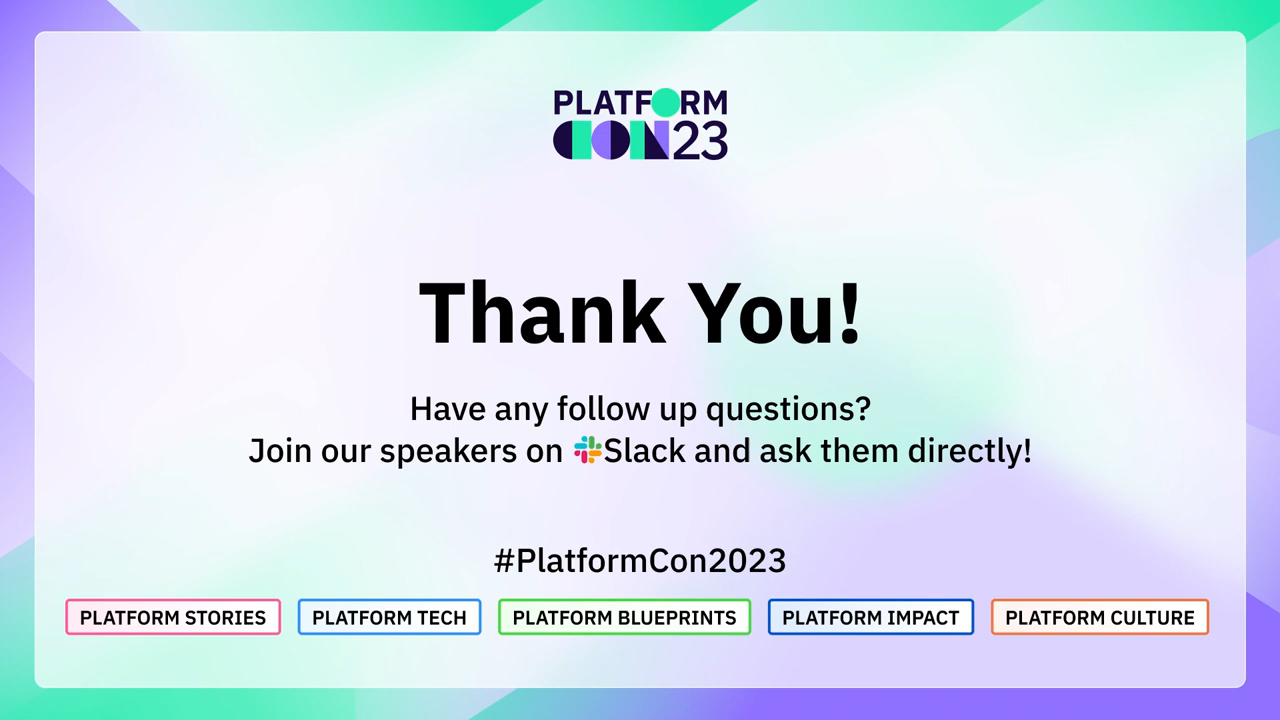 PLATFORM
CON23
Thank You!
Have any follow up questions?
Join our speakers on Slack and ask them directly!
#PlatformCon2023
PLATFORM STORIES
PLATFORM TECH
PLATFORM BLUEPRINTS
PLATFORM IMPACT
PLATFORM CULTURE